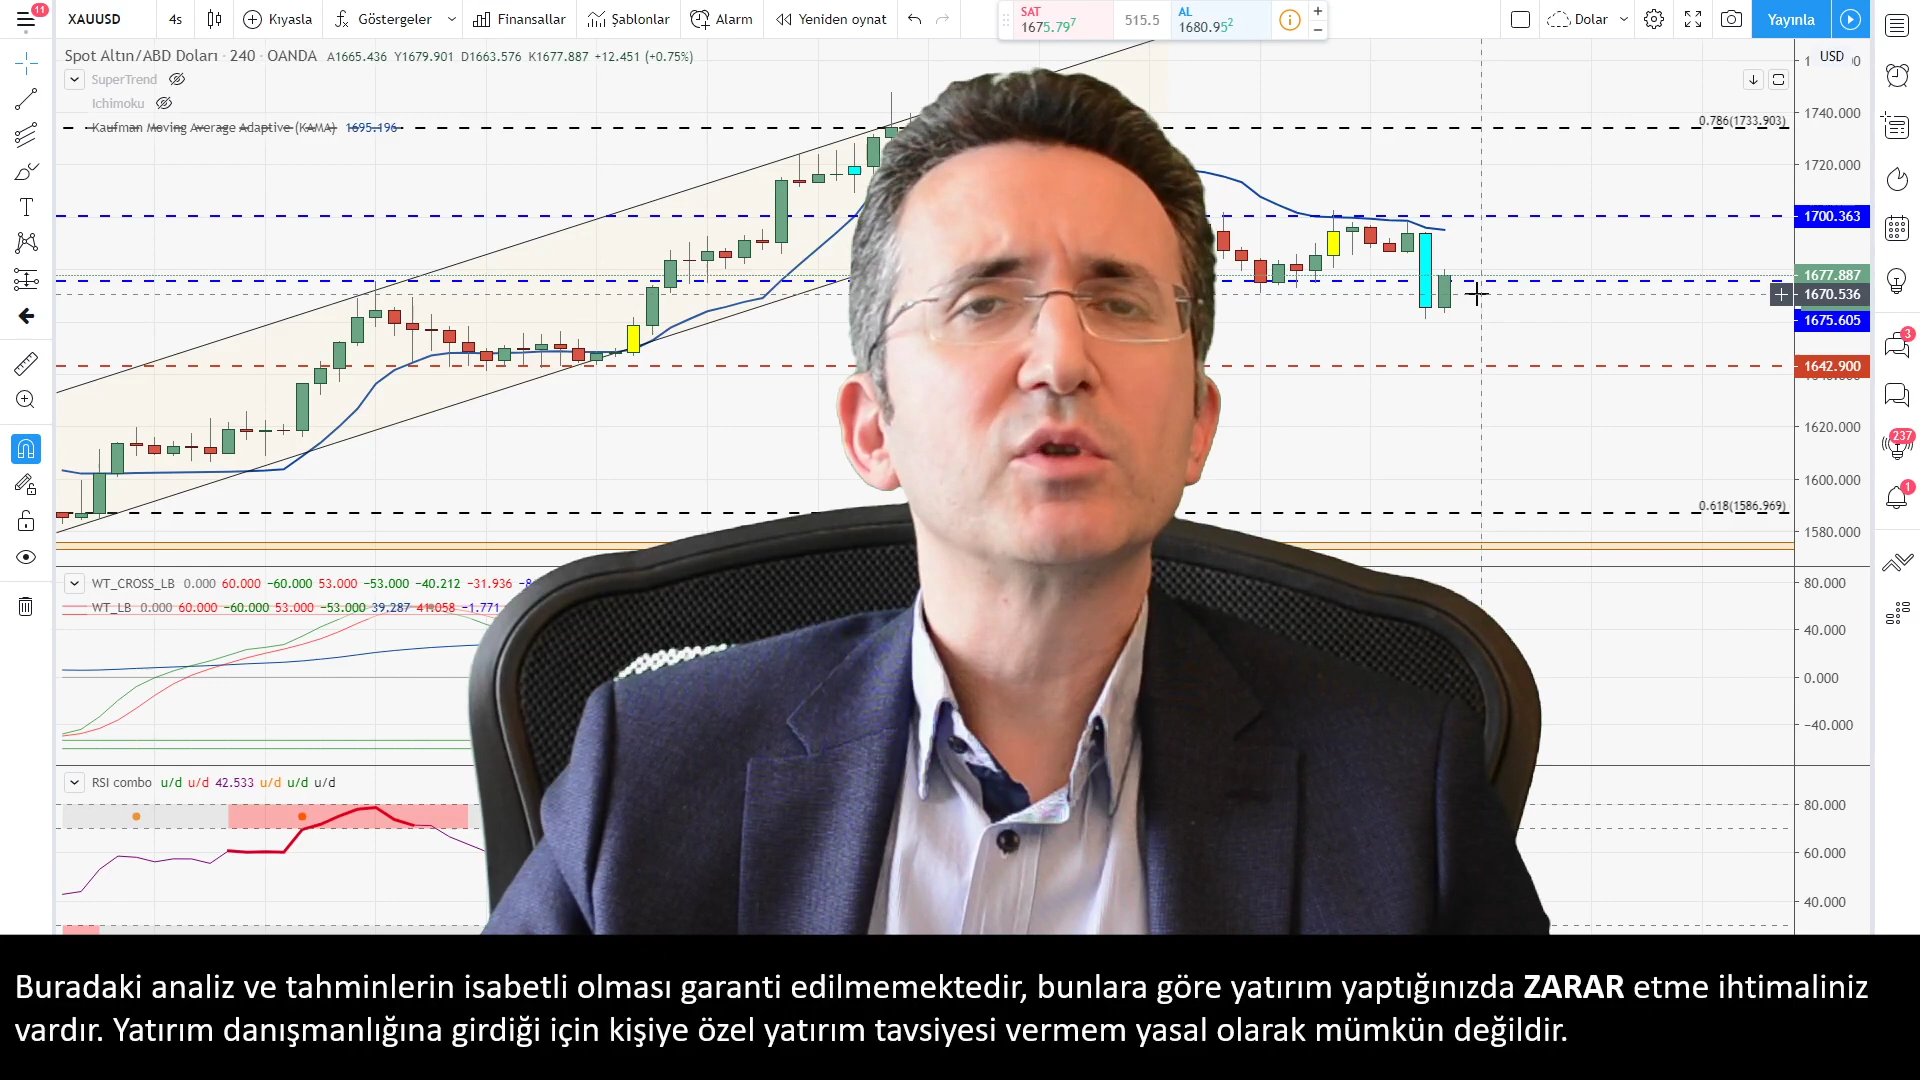 11
XAUUSD 4s Kıyasla Göstergeler Finansallar Şablonlar Alarm Yeniden oynat SAT 1675.79⁷ 515.5 AL 1680.95² Dolar Yayınla
Spot Altın/ABD Doları · 240 · OANDA A1665.436 Y1679.901 D1663.576 K1677.887 +12.451 (+0.75%)
USD
SuperTrend
Ichimoku
Kaufman Moving Average Adaptive (KAMA) 1695.196
0.786(1733.903)
1740.000
1720.000
1700.363
1677.887
1670.536
1675.605
1642.900
1620.000
1600.000
0.618(1586.969)
1580.000
3
237
1
WT_CROSS_LB 0.000 60.000 −60.000 53.000 −53.000 −40.212 −31.936
WT_LB 0.000 60.000 −60.000 53.000 −53.000 39.287 41.058 −1.771
80.000
40.000
0.000
−40.000
RSI combo u/d u/d 42.533 u/d u/d u/d
80.000
60.000
40.000
Buradaki analiz ve tahminlerin isabetli olması garanti edilmemektedir, bunlara göre yatırım yaptığınızda ZARAR etme ihtimaliniz
vardır. Yatırım danışmanlığına girdiği için kişiye özel yatırım tavsiyesi vermem yasal olarak mümkün değildir.